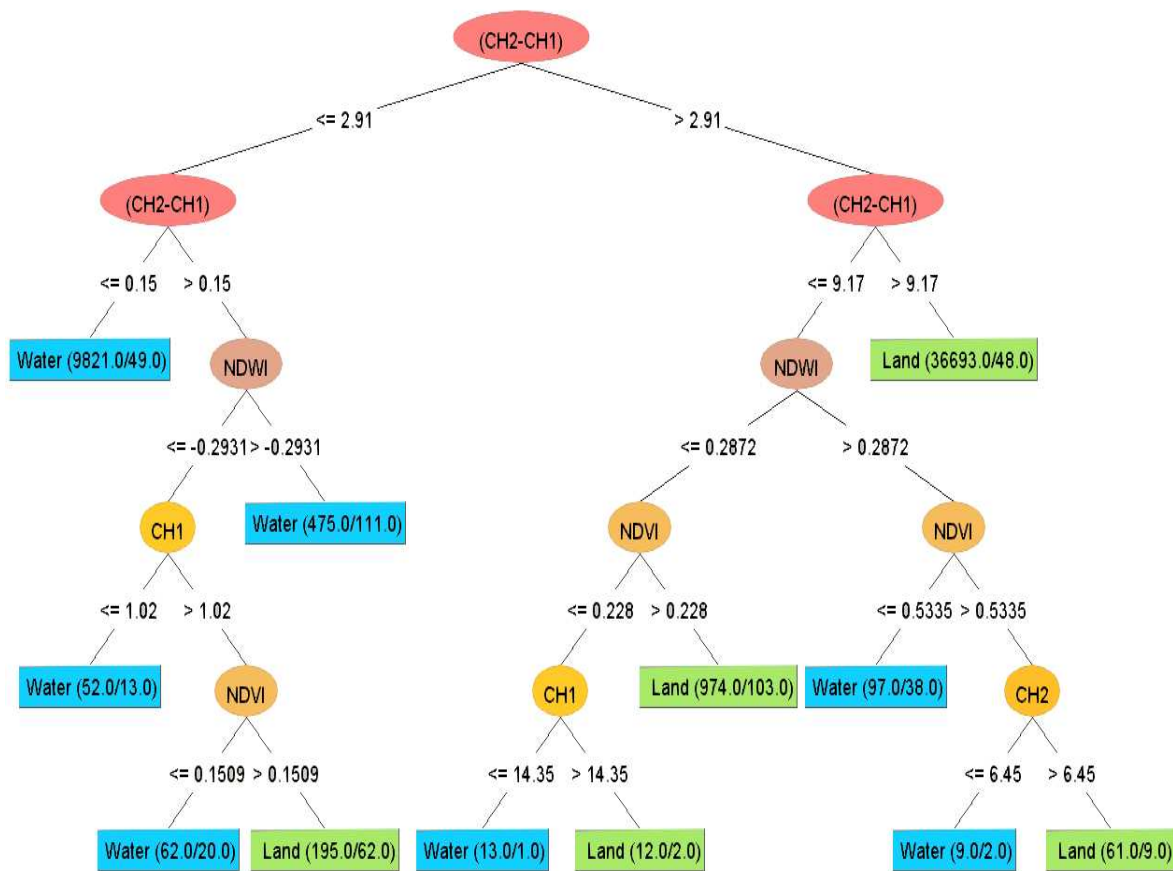 (CH2-CH1)
<= 2.91 > 2.91
(CH2-CH1) (CH2-CH1)
<= 0.15 > 0.15 <= 9.17 > 9.17
Water (9821.0/49.0) NDWI NDWI Land (36693.0/48.0)
<= -0.2931 > -0.2931 <= 0.2872 > 0.2872
CH1 Water (475.0/111.0) NDVI NDVI
<= 1.02 > 1.02 <= 0.228 > 0.228 <= 0.5335 > 0.5335
Water (52.0/13.0) NDVI CH1 Land (974.0/103.0) Water (97.0/38.0) CH2
<= 0.1509 > 0.1509 <= 14.35 > 14.35 <= 6.45 > 6.45
Water (62.0/20.0) Land (195.0/62.0) Water (13.0/1.0) Land (12.0/2.0) Water (9.0/2.0) Land (61.0/9.0)